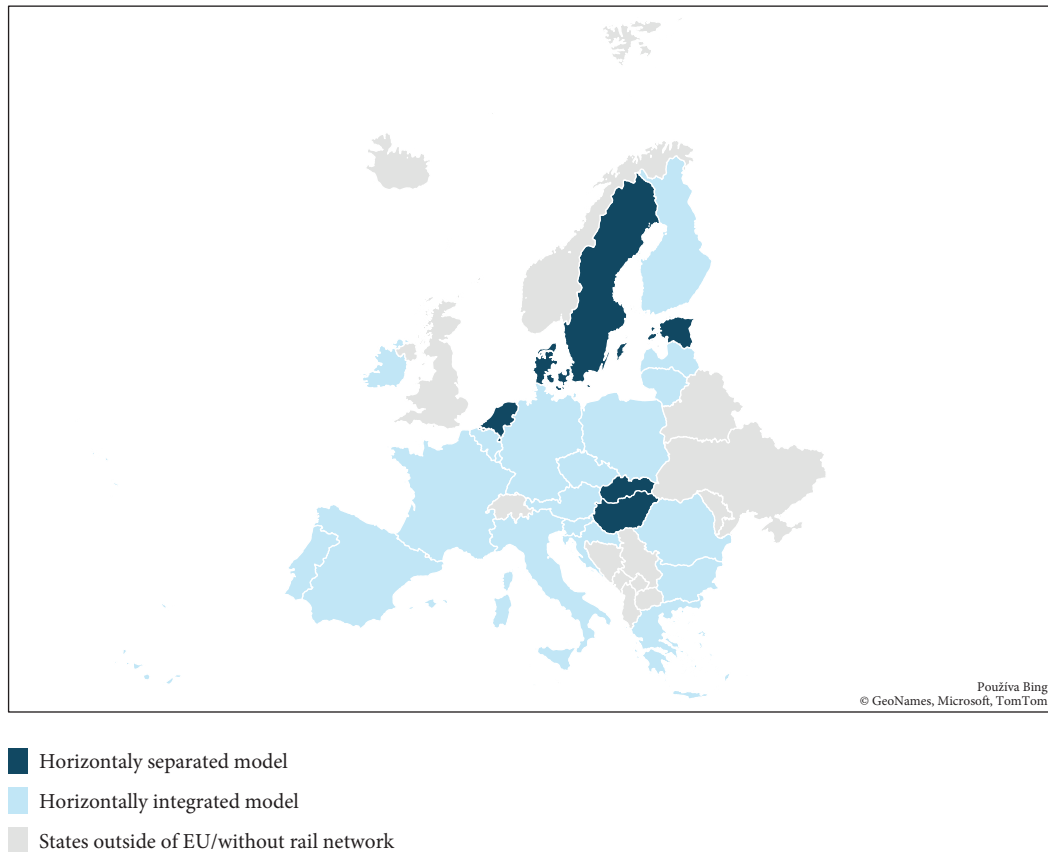 Používa Bing
© GeoNames, Microsoft, TomTom
Horizontaly separated model
Horizontally integrated model
States outside of EU/without rail network